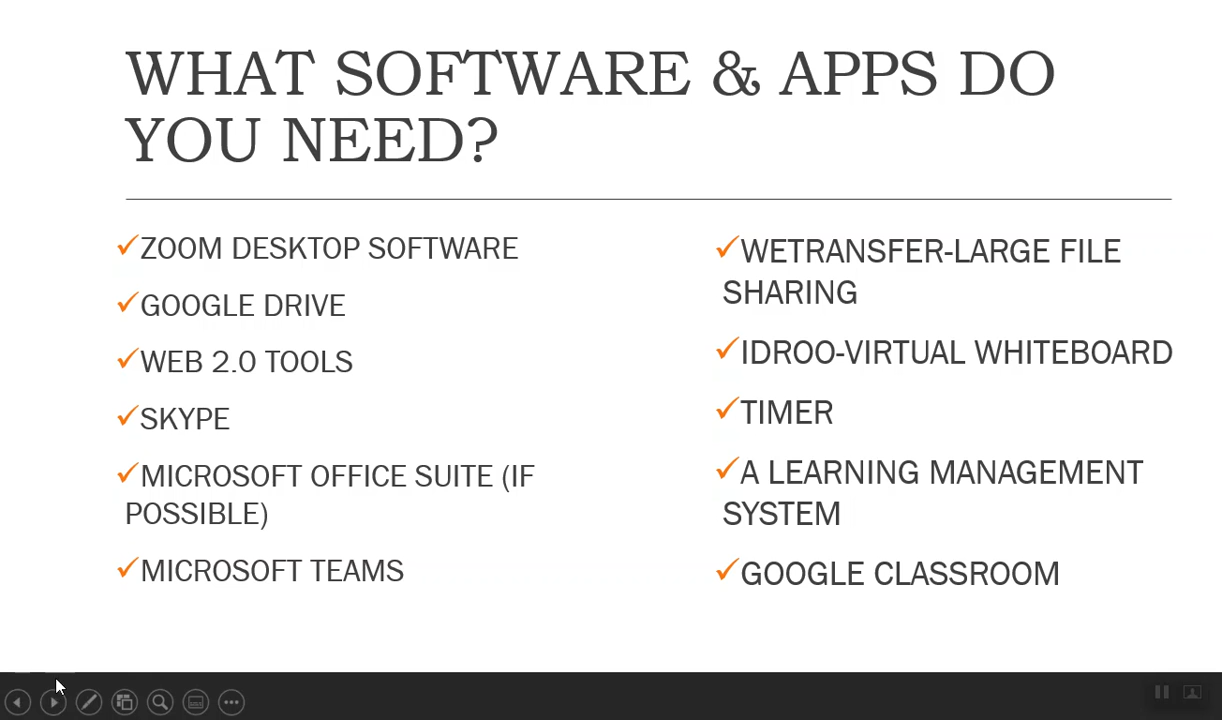 WHAT SOFTWARE & APPS DO
YOU NEED?
ZOOM DESKTOP SOFTWARE
GOOGLE DRIVE
WEB 2.0 TOOLS
SKYPE
MICROSOFT OFFICE SUITE (IF
POSSIBLE)
MICROSOFT TEAMS
WETRANSFER-LARGE FILE
SHARING
IDROO-VIRTUAL WHITEBOARD
TIMER
A LEARNING MANAGEMENT
SYSTEM
GOOGLE CLASSROOM